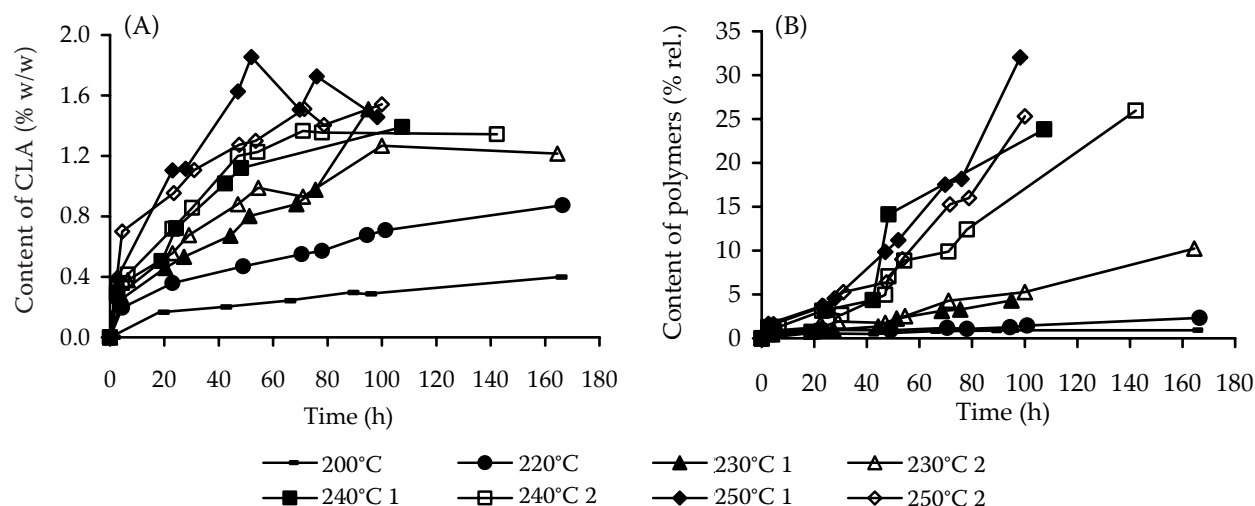 (A)
Content of CLA (% w/w)
2.0
1.6
1.2
0.8
0.4
0.0
0 20 40 60 80 100 120 140 160 180
Time (h)
(B)
Content of polymers (% rel.)
35
30
25
20
15
10
5
0
0 20 40 60 80 100 120 140 160 180
Time (h)
200°C 220°C 230°C 1 230°C 2
240°C 1 240°C 2 250°C 1 250°C 2